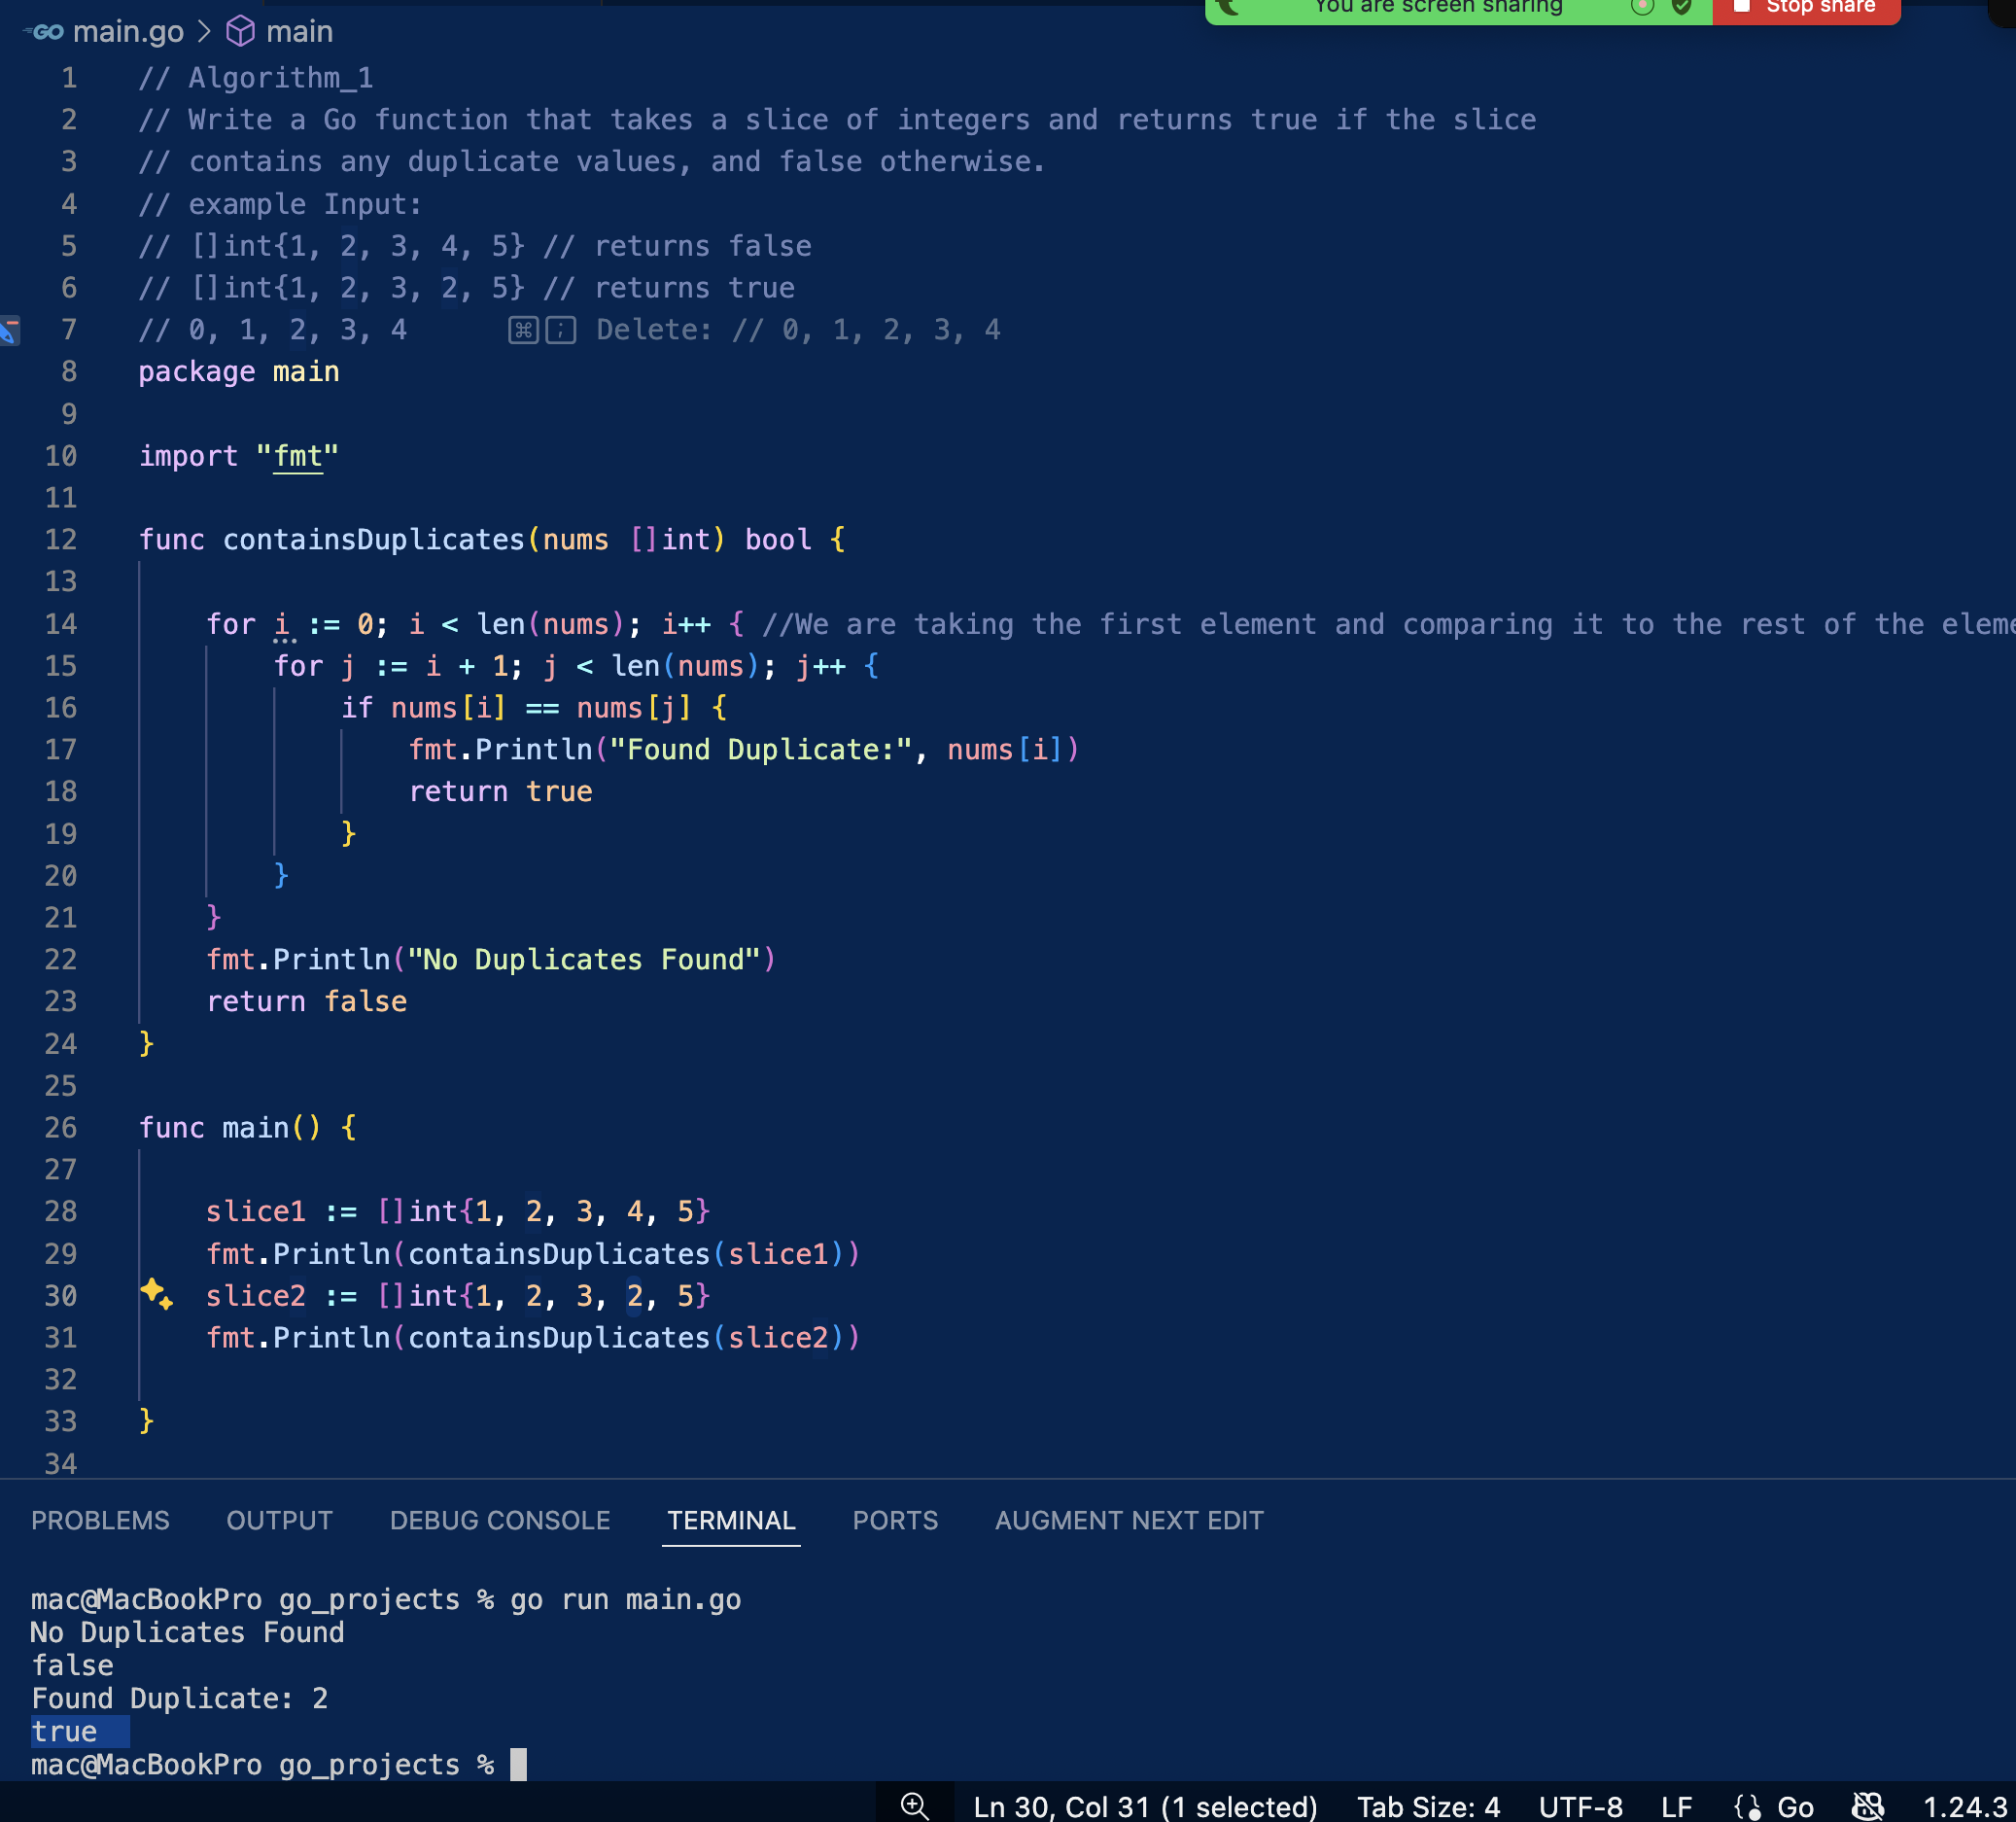 You are screen sharing Stop share
GO main.go > main
1 // Algorithm_1
2 // Write a Go function that takes a slice of integers and returns true if the slice
3 // contains any duplicate values, and false otherwise.
4 // example Input:
5 // []int{1, 2, 3, 4, 5} // returns false
6 // []int{1, 2, 3, 2, 5} // returns true
7 // 0, 1, 2, 3, 4 ⌘ ; Delete: // 0, 1, 2, 3, 4
8 package main
9
10 import "fmt"
11
12 func containsDuplicates(nums []int) bool {
13
14 for i := 0; i < len(nums); i++ { //We are taking the first element and comparing it to the rest of the eleme
15 for j := i + 1; j < len(nums); j++ {
16 if nums[i] == nums[j] {
17 fmt.Println("Found Duplicate:", nums[i])
18 return true
19 }
20 }
21 }
22 fmt.Println("No Duplicates Found")
23 return false
24 }
25
26 func main() {
27
28 slice1 := []int{1, 2, 3, 4, 5}
29 fmt.Println(containsDuplicates(slice1))
30 slice2 := []int{1, 2, 3, 2, 5}
31 fmt.Println(containsDuplicates(slice2))
32
33 }
34
PROBLEMS OUTPUT DEBUG CONSOLE TERMINAL PORTS AUGMENT NEXT EDIT
mac@MacBookPro go_projects % go run main.go
No Duplicates Found
false
Found Duplicate: 2
true
mac@MacBookPro go_projects %
Ln 30, Col 31 (1 selected) Tab Size: 4 UTF-8 LF Go 1.24.3